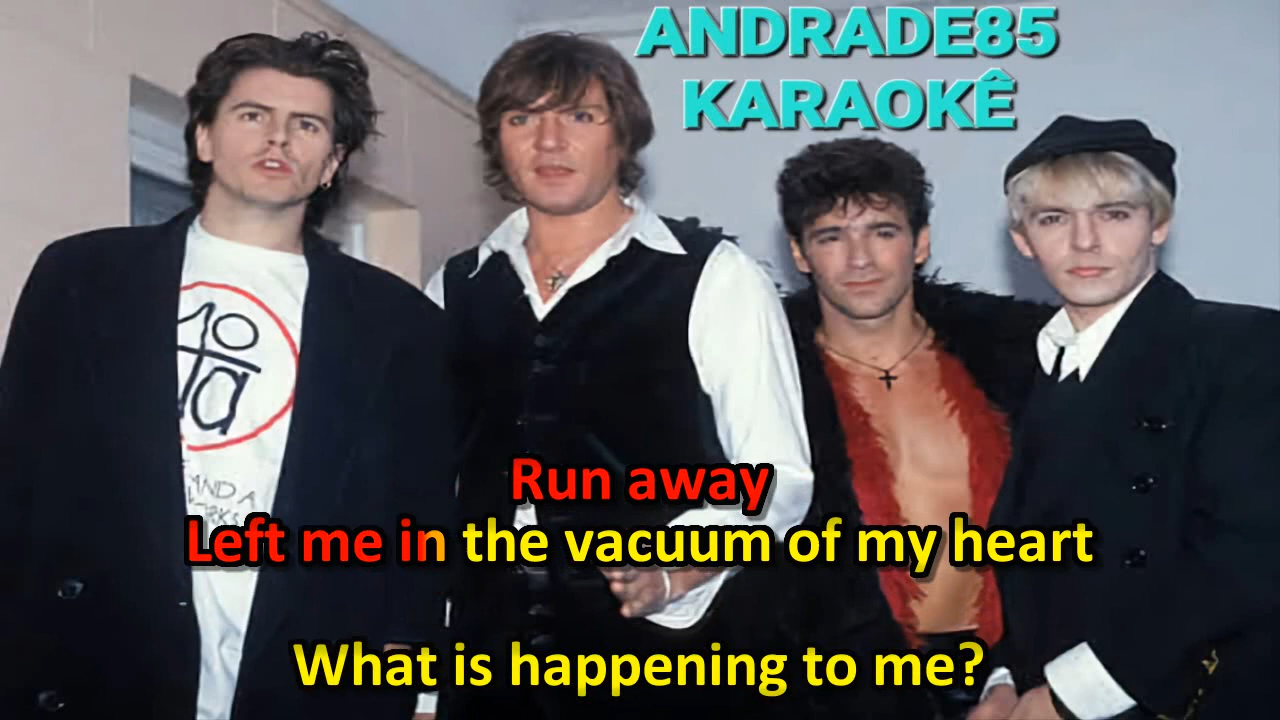 ANDRADE85
KARAOKÊ
Run away
Left me in the vacuum of my heart
What is happening to me?